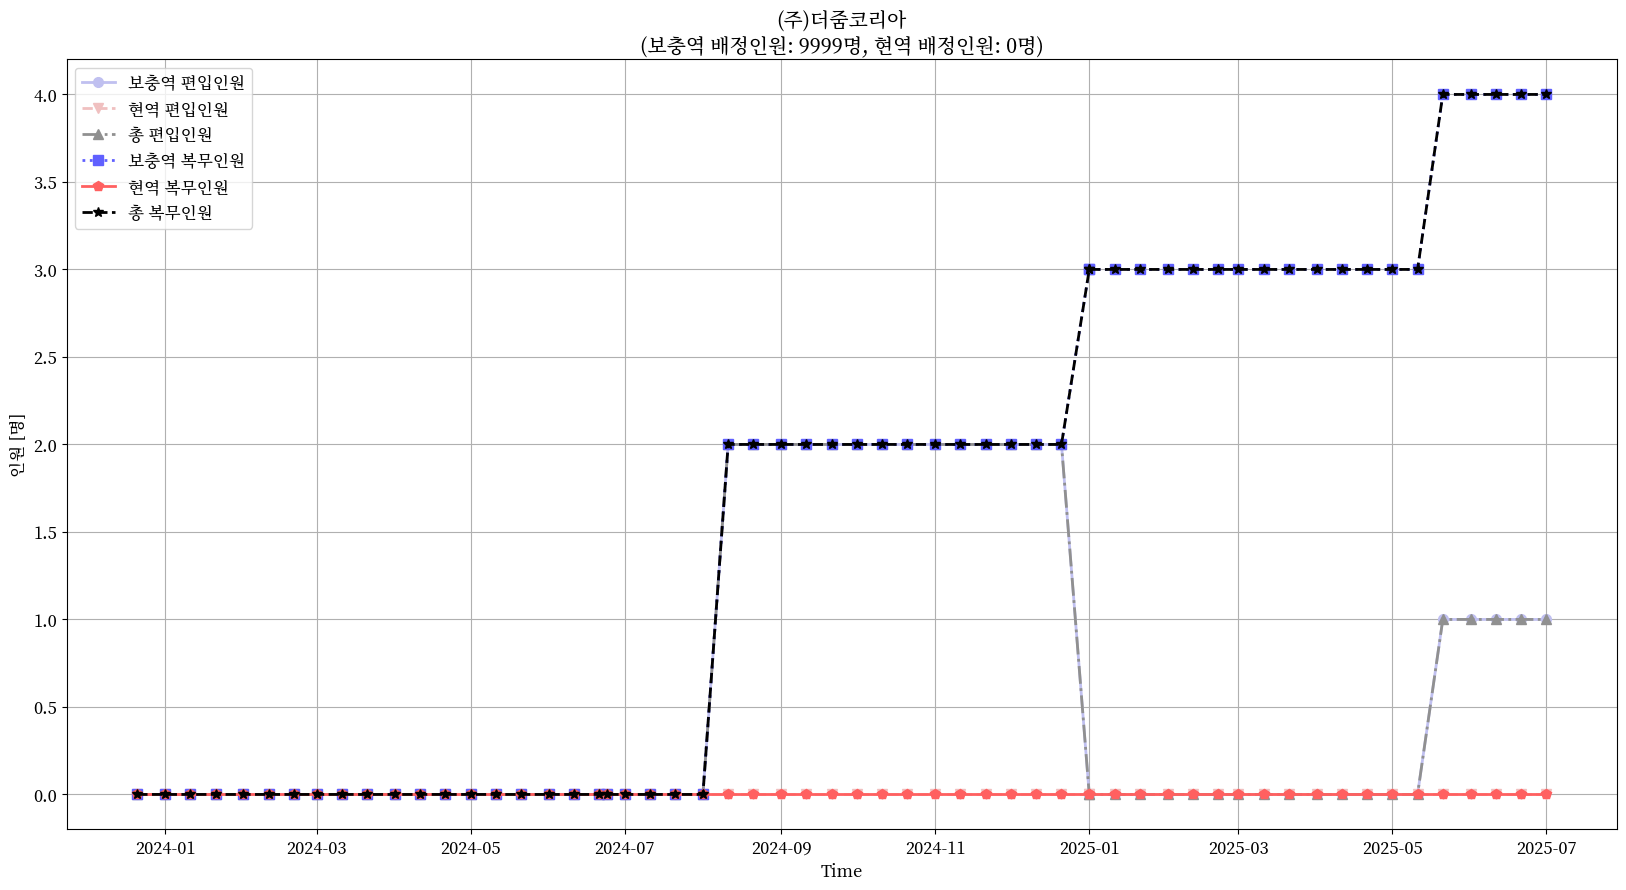 (주)더줌코리아
(보충역 배정인원: 9999명, 현역 배정인원: 0명)
보충역 편입인원
현역 편입인원
총 편입인원
보충역 복무인원
현역 복무인원
총 복무인원
4.0
3.5
3.0
2.5
2.0
1.5
1.0
0.5
0.0
인원 [명]
2024-01 2024-03 2024-05 2024-07 2024-09 2024-11 2025-01 2025-03 2025-05 2025-07
Time